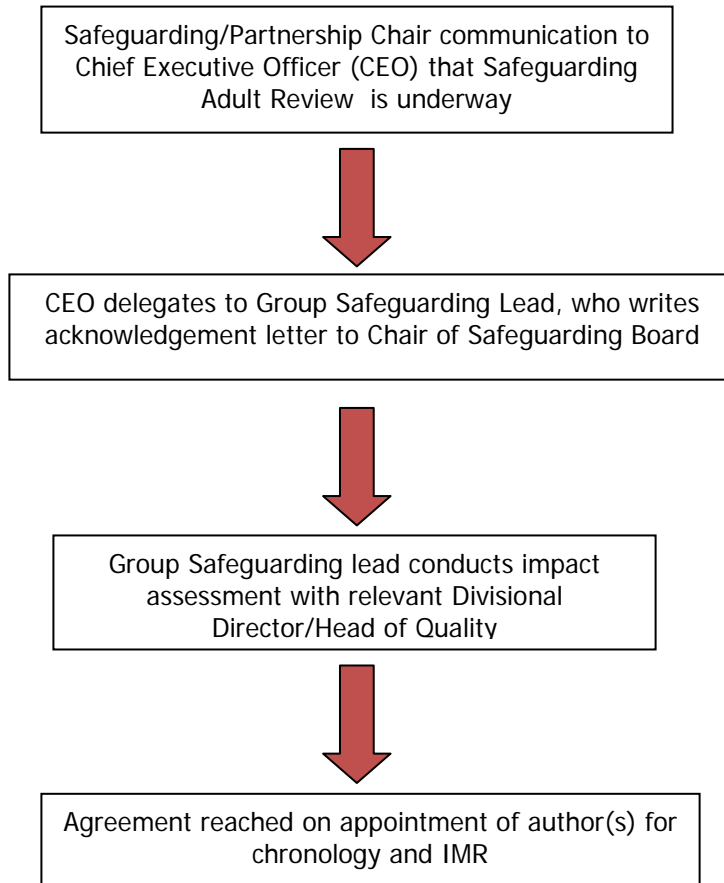 Safeguarding/Partnership Chair communication to
Chief Executive Officer (CEO) that Safeguarding
Adult Review is underway
CEO delegates to Group Safeguarding Lead, who writes
acknowledgement letter to Chair of Safeguarding Board
Group Safeguarding lead conducts impact
assessment with relevant Divisional
Director/Head of Quality
Agreement reached on appointment of author(s) for
chronology and IMR